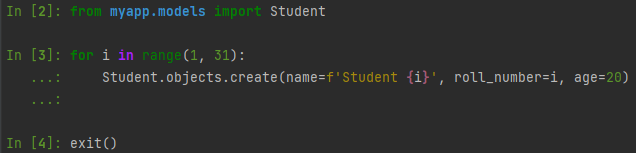 In [2]: from myapp.models import Student
In [3]: for i in range(1, 31):
   ...:     Student.objects.create(name=f'Student {i}', roll_number=i, age=20)
   ...:
In [4]: exit()